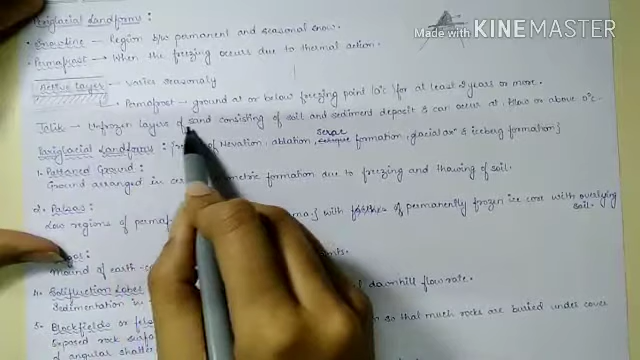 Made with KINEMASTER
Periglacial Landforms :
• Snowline — Region b/w permanent and seasonal snow.
• Permafrost — When the freezing occurs due to thermal action.
Active layer — varies seasonaly
Permafrost — ground at or below freezing point (0°c for at least 2 years or more.
Talik — Unfrozen layers of sand consisting of soil and sediment deposit & can occur at, flow or above 0°c.
Periglacial Landforms : of Nivation, ablation, Serac formation, glacial & iceberg formation]
1. Patterned Ground :
Ground arranged in formation due to freezing and thawing of soil.
2. Palsas :
Low regions of with of permanently frozen ice core with overlying soil.
Mound of earth-
4. Solifluction Lobes
Sedimentation is downhill flow rate.
5. Blockfields or so that much rocks are buried under cover
Exposed rock
of angular